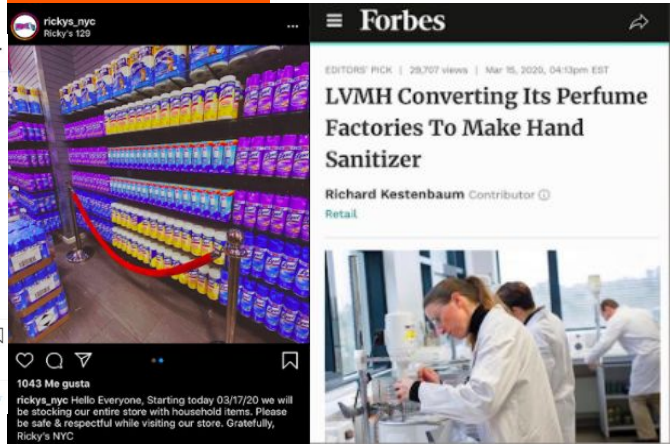 rickys_nyc
Ricky's 129
1043 Me gusta
rickys_nyc Hello Everyone, Starting today 03/17/20 we will
be stocking our entire store with household items. Please
be safe & respectful while visiting our store. Gratefully,
Ricky's NYC
Forbes
EDITORS' PICK | 29,707 views | Mar 15, 2020, 04:13pm EST
LVMH Converting Its Perfume
Factories To Make Hand
Sanitizer
Richard Kestenbaum Contributor
Retail